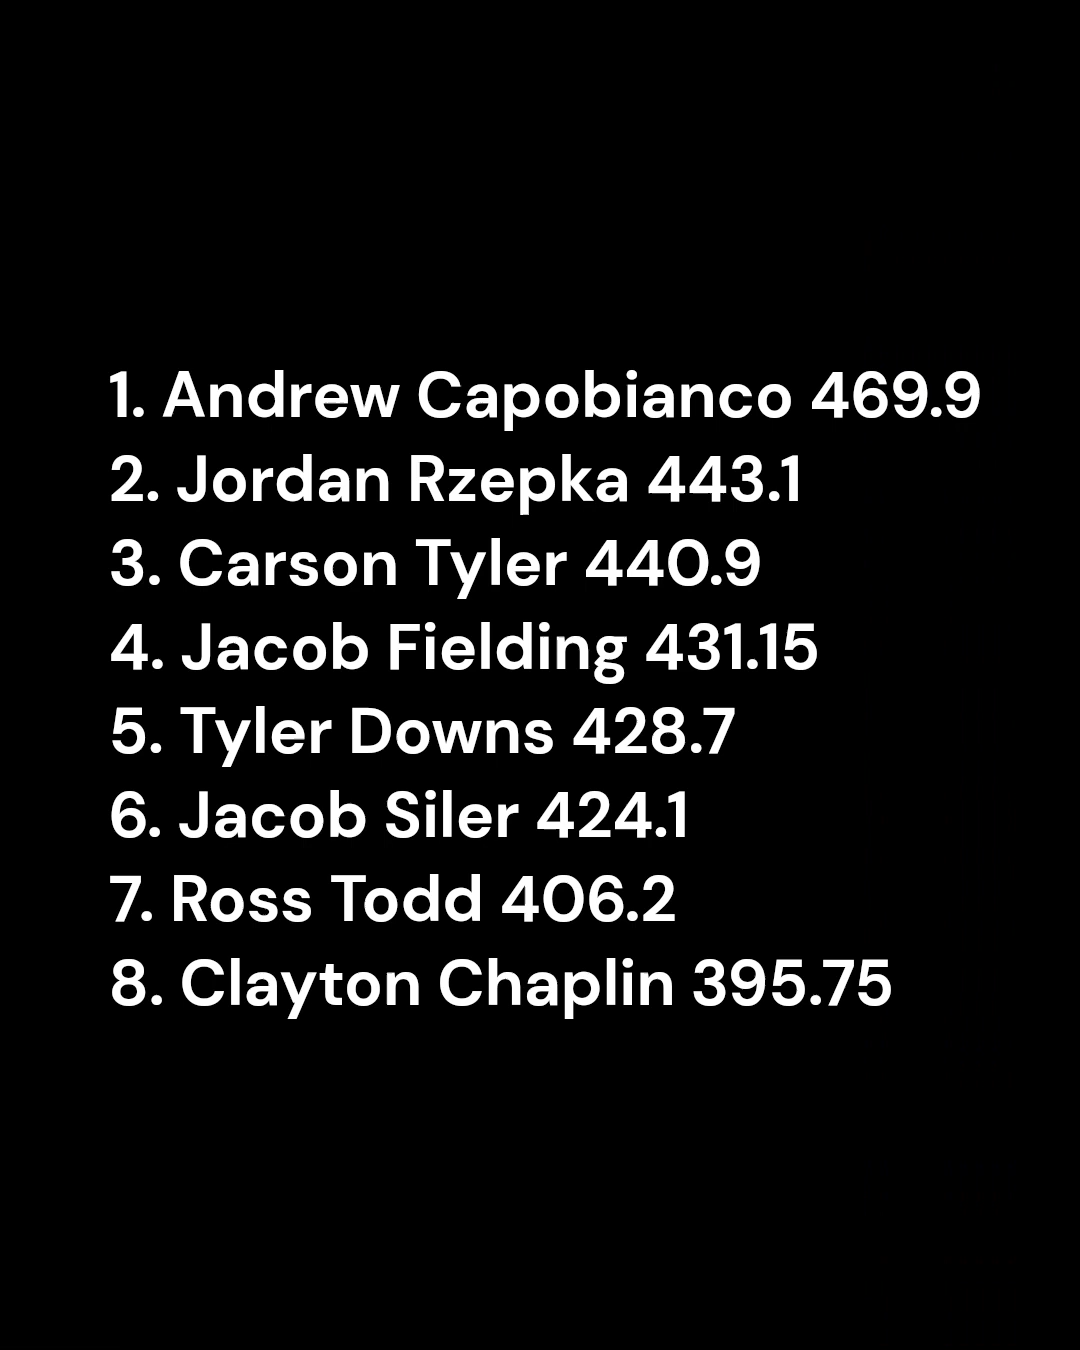 1. Andrew Capobianco 469.9
2. Jordan Rzepka 443.1
3. Carson Tyler 440.9
4. Jacob Fielding 431.15
5. Tyler Downs 428.7
6. Jacob Siler 424.1
7. Ross Todd 406.2
8. Clayton Chaplin 395.75